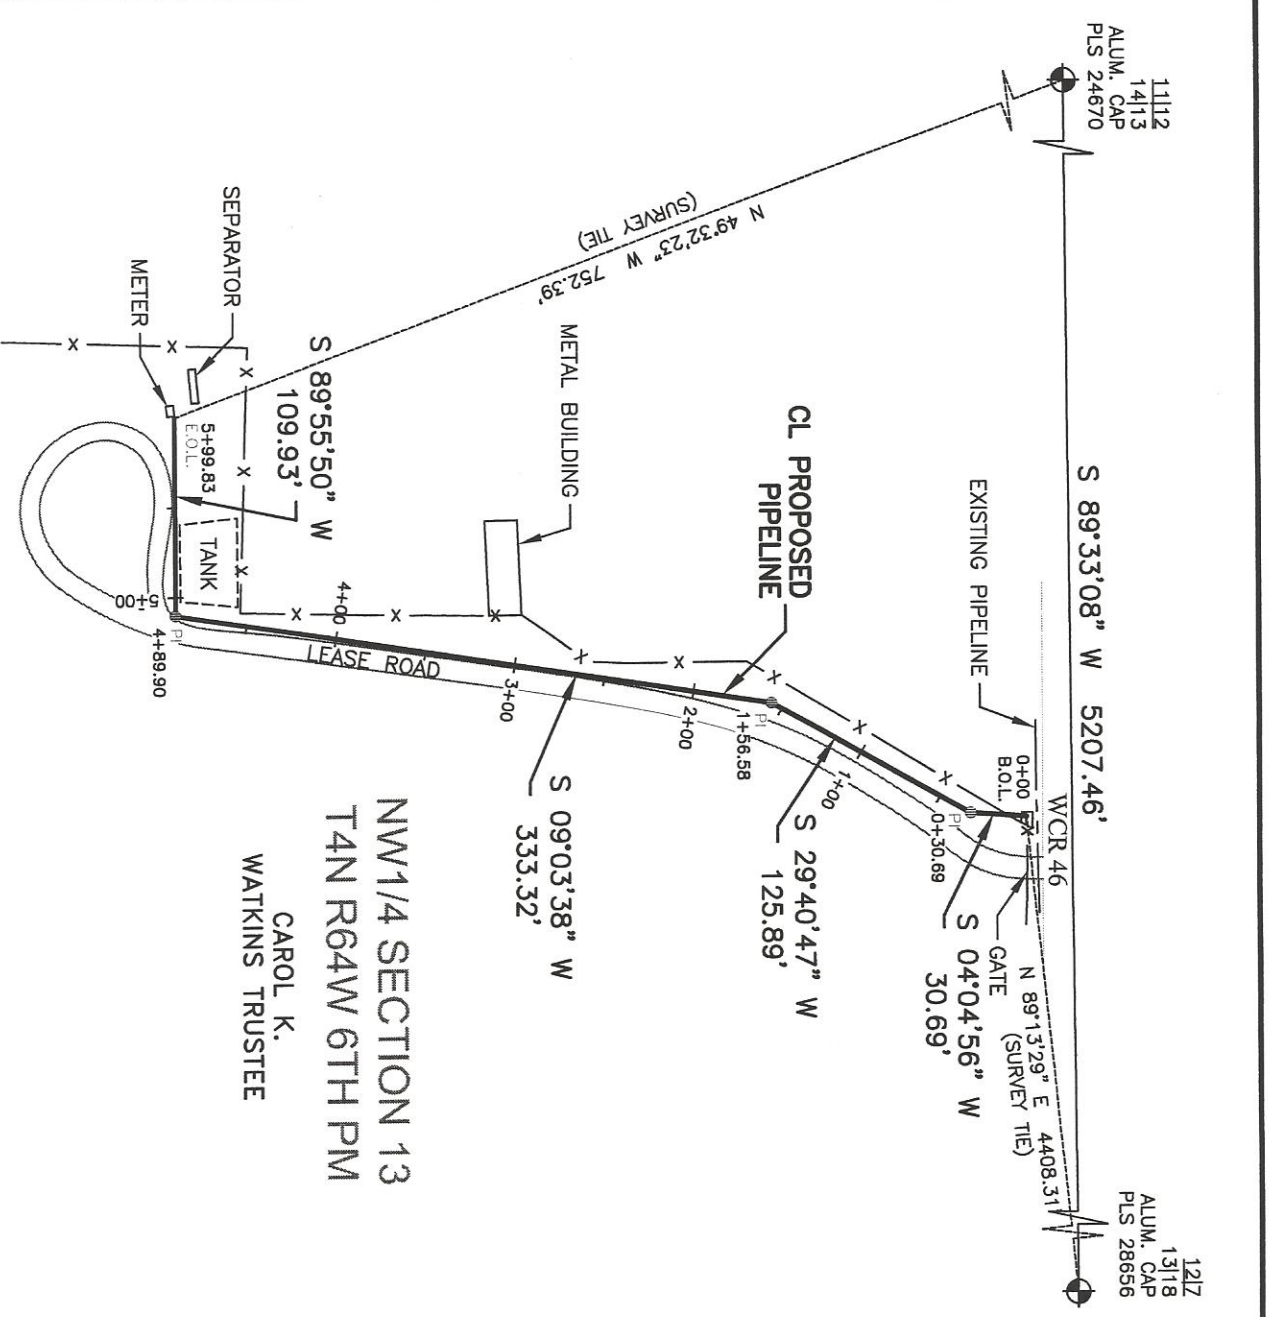 11|12
14|13
ALUM. CAP
PLS 24670
S 89°33'08" W 5207.46'
12|7
13|18
ALUM. CAP
PLS 28656
WCR 46
EXISTING PIPELINE
0+00
B.O.L.
GATE
N 89°13'29" E 4408.31'
(SURVEY TIE)
S 04°04'56" W
30.69'
PI
0+30.69
1+00
S 29°40'47" W
125.89'
CL PROPOSED
PIPELINE
PI
1+56.58
2+00
N 49°32'23" W 752.39'
(SURVEY TIE)
METAL BUILDING
3+00
S 09°03'38" W
333.32'
LEASE ROAD
4+00
S 89°55'50" W
109.93'
SEPARATOR
METER
5+99.83
E.O.L.
TANK
5+00
PI
4+89.90
NW1/4 SECTION 13
T4N R64W 6TH PM
CAROL K.
WATKINS TRUSTEE
X
X
X
X
X
X
X
X
X
X
X
X
X
X